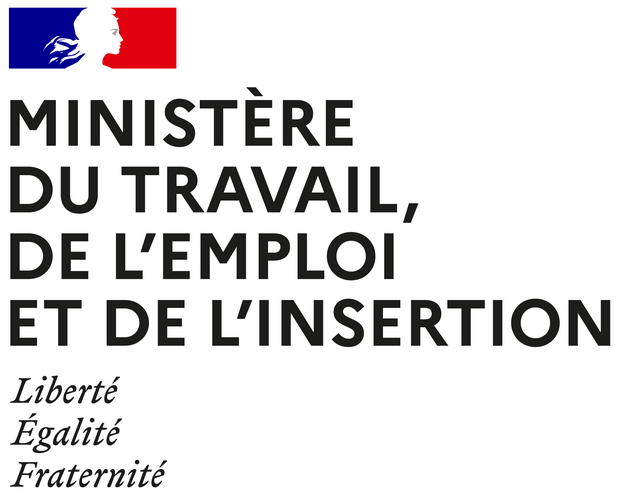 MINISTÈRE
DU TRAVAIL,
DE L’EMPLOI
ET DE L’INSERTION
Liberté
Égalité
Fraternité